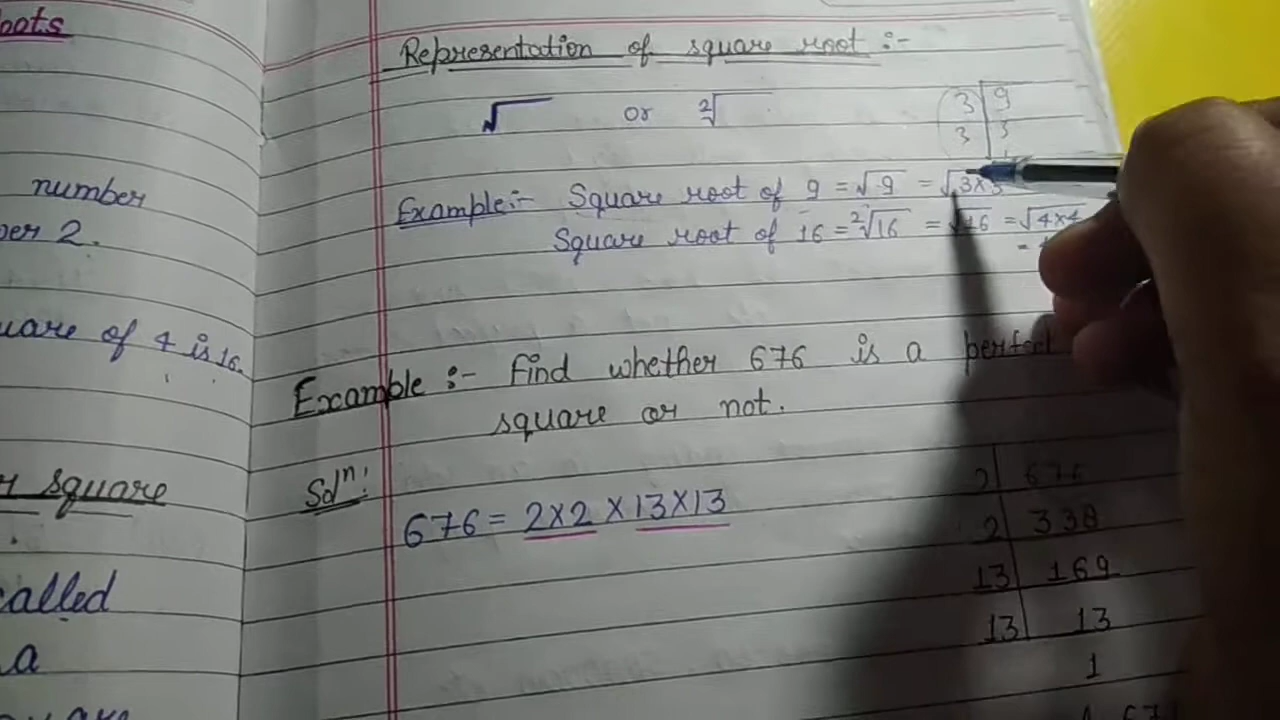 oots
number
ber 2.
uare of 4 is 16.
square
called
a
Representation of square root :-
√ or ²√
3 | 9
3 | 3
Example:- Square root of 9 = √9 = √3×3
Square root of 16 = ²√16 = √16 = √4×4
Example :- Find whether 676 is a perfect
square or not.
Solⁿ:
676 = 2×2 × 13×13
2 | 676
2 | 338
13 | 169
13 | 13
1